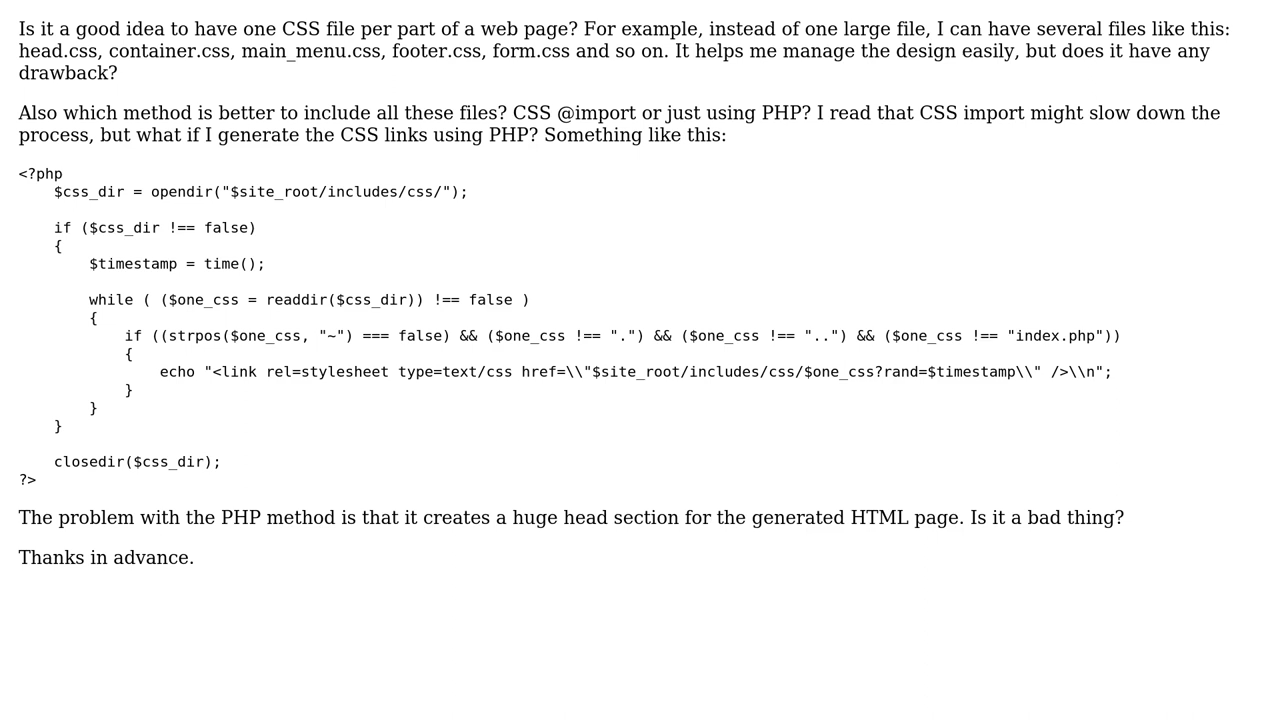 Is it a good idea to have one CSS file per part of a web page? For example, instead of one large file, I can have several files like this:
head.css, container.css, main_menu.css, footer.css, form.css and so on. It helps me manage the design easily, but does it have any
drawback?
Also which method is better to include all these files? CSS @import or just using PHP? I read that CSS import might slow down the
process, but what if I generate the CSS links using PHP? Something like this:
<?php
    $css_dir = opendir("$site_root/includes/css/");
    if ($css_dir !== false)
    {
        $timestamp = time();
        while ( ($one_css = readdir($css_dir)) !== false )
        {
            if ((strpos($one_css, "~") === false) && ($one_css !== ".") && ($one_css !== "..") && ($one_css !== "index.php"))
            {
                echo "<link rel=stylesheet type=text/css href=\\"$site_root/includes/css/$one_css?rand=$timestamp\\" />\\n";
            }
        }
    }
    closedir($css_dir);
?>
The problem with the PHP method is that it creates a huge head section for the generated HTML page. Is it a bad thing?
Thanks in advance.